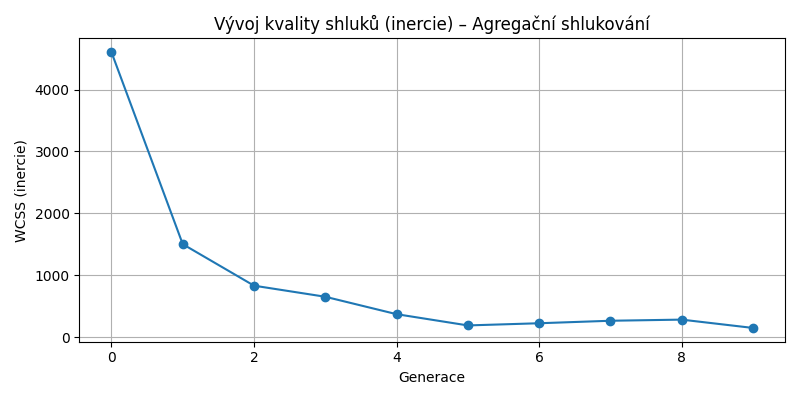 Vývoj kvality shluků (inercie) – Agregační shlukování
WCSS (inercie)
4000
3000
2000
1000
0
0 2 4 6 8
Generace